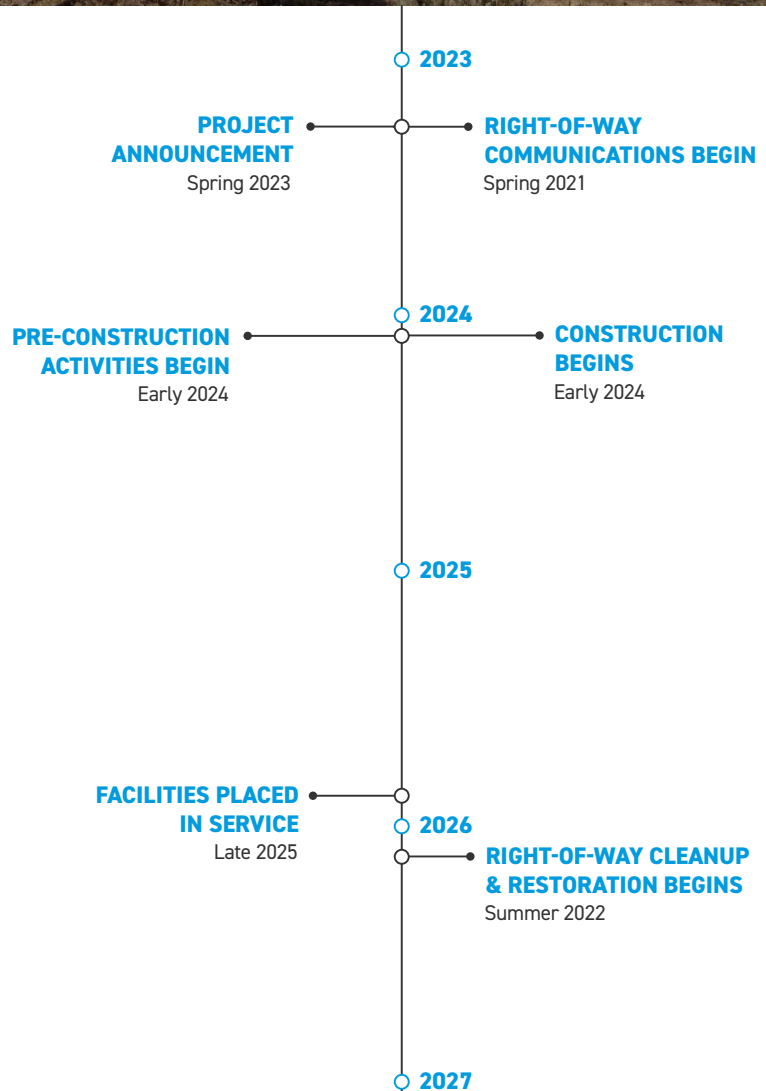 2023
PROJECT
ANNOUNCEMENT
Spring 2023
RIGHT-OF-WAY
COMMUNICATIONS BEGIN
Spring 2021
2024
PRE-CONSTRUCTION
ACTIVITIES BEGIN
Early 2024
CONSTRUCTION
BEGINS
Early 2024
2025
FACILITIES PLACED
IN SERVICE
Late 2025
2026
RIGHT-OF-WAY CLEANUP
& RESTORATION BEGINS
Summer 2022
2027